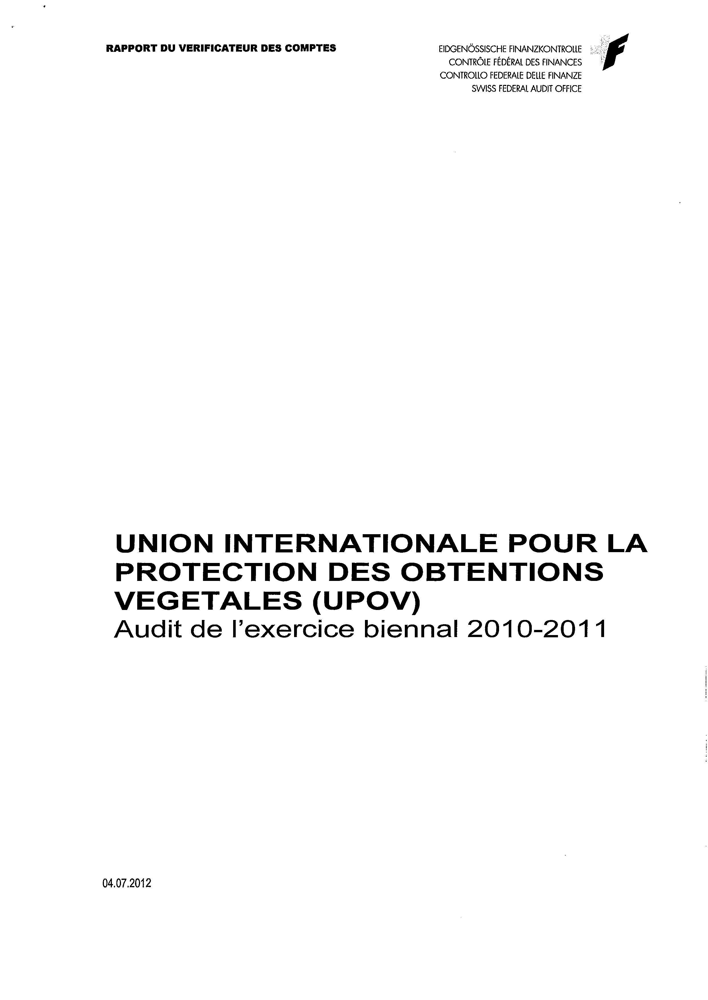 RAPPORT DU VERIFICATEUR DES COMPTES
EIDGENÖSSISCHE FINANZKONTROLLE
CONTRÔLE FÉDÉRAL DES FINANCES
CONTROLLO FEDERALE DELLE FINANZE
SWISS FEDERAL AUDIT OFFICE
UNION INTERNATIONALE POUR LA
PROTECTION DES OBTENTIONS
VEGETALES (UPOV)
Audit de l'exercice biennal 2010-2011
04.07.2012